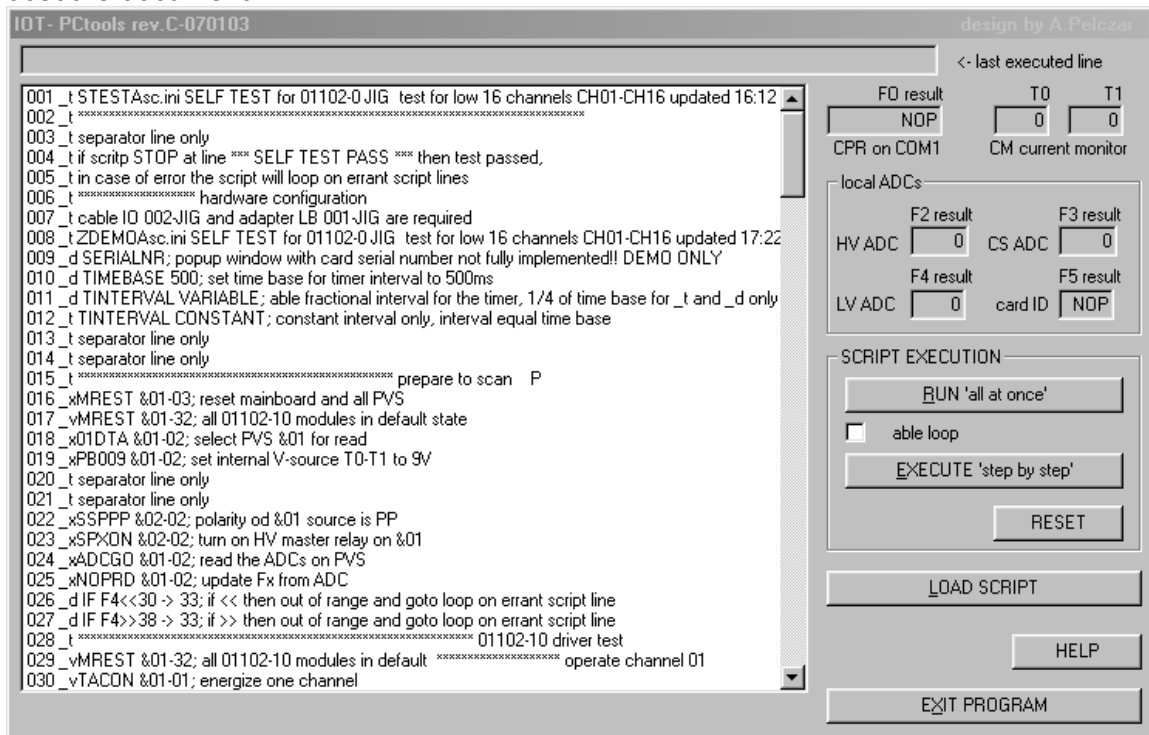 IOT- PCtools rev.C-070103
design by A.Pelczar
<- last executed line
001 _t STESTAsc.ini SELF TEST for 01102-0 JIG test for low 16 channels CH01-CH16 updated 16:12
002 _t ******************************************************************************
003 _t separator line only
004 _t if scritp STOP at line *** SELF TEST PASS *** then test passed,
005 _t in case of error the script will loop on errant script lines
006 _t ****************** hardware configuration
007 _t cable IO 002-JIG and adapter LB 001-JIG are required
008 _t ZDEMOAsc.ini SELF TEST for 01102-0 JIG test for low 16 channels CH01-CH16 updated 17:22
009 _d SERIALNR; popup window with card serial number not fully implemented!! DEMO ONLY
010 _d TIMEBASE 500; set time base for timer interval to 500ms
011 _d TINTERVAL VARIABLE; able fractional interval for the timer, 1/4 of time base for _t and _d only
012 _t TINTERVAL CONSTANT; constant interval only, interval equal time base
013 _t separator line only
014 _t separator line only
015 _t ************************************************ prepare to scan P
016 _xMREST &01-03; reset mainboard and all PVS
017 _vMREST &01-32; all 01102-10 modules in default state
018 _x01DTA &01-02; select PVS &01 for read
019 _xPB009 &01-02; set internal V-source T0-T1 to 9V
020 _t separator line only
021 _t separator line only
022 _xSSPPP &02-02; polarity od &01 source is PP
023 _xSPXON &02-02; turn on HV master relay on &01
024 _xADCGO &01-02; read the ADCs on PVS
025 _xNOPRD &01-02; update Fx from ADC
026 _d IF F4<<30 -> 33; if << then out of range and goto loop on errant script line
027 _d IF F4>>38 -> 33; if >> then out of range and goto loop on errant script line
028 _t ************************************************************ 01102-10 driver test
029 _vMREST &01-32; all 01102-10 modules in default ******************* operate channel 01
030 _vTACON &01-01; energize one channel
F0 result T0 T1
NOP 0 0
CPR on COM1 CM current monitor
local ADCs
F2 result F3 result
HV ADC 0 CS ADC 0
F4 result F5 result
LV ADC 0 card ID NOP
SCRIPT EXECUTION
RUN 'all at once'
able loop
EXECUTE 'step by step'
RESET
LOAD SCRIPT
HELP
EXIT PROGRAM